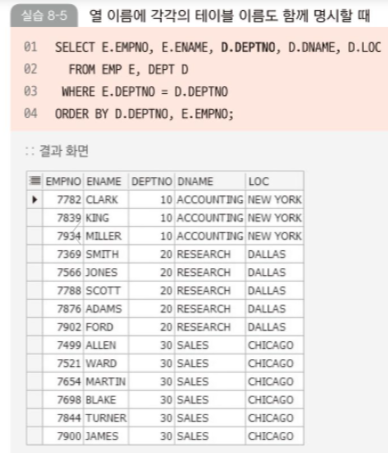 실습 8-5 열 이름에 각각의 테이블 이름도 함께 명시할 때
01 SELECT E.EMPNO, E.ENAME, D.DEPTNO, D.DNAME, D.LOC
02 FROM EMP E, DEPT D
03 WHERE E.DEPTNO = D.DEPTNO
04 ORDER BY D.DEPTNO, E.EMPNO;
:: 결과 화면
EMPNO ENAME DEPTNO DNAME LOC
7782 CLARK 10 ACCOUNTING NEW YORK
7839 KING 10 ACCOUNTING NEW YORK
7934 MILLER 10 ACCOUNTING NEW YORK
7369 SMITH 20 RESEARCH DALLAS
7566 JONES 20 RESEARCH DALLAS
7788 SCOTT 20 RESEARCH DALLAS
7876 ADAMS 20 RESEARCH DALLAS
7902 FORD 20 RESEARCH DALLAS
7499 ALLEN 30 SALES CHICAGO
7521 WARD 30 SALES CHICAGO
7654 MARTIN 30 SALES CHICAGO
7698 BLAKE 30 SALES CHICAGO
7844 TURNER 30 SALES CHICAGO
7900 JAMES 30 SALES CHICAGO